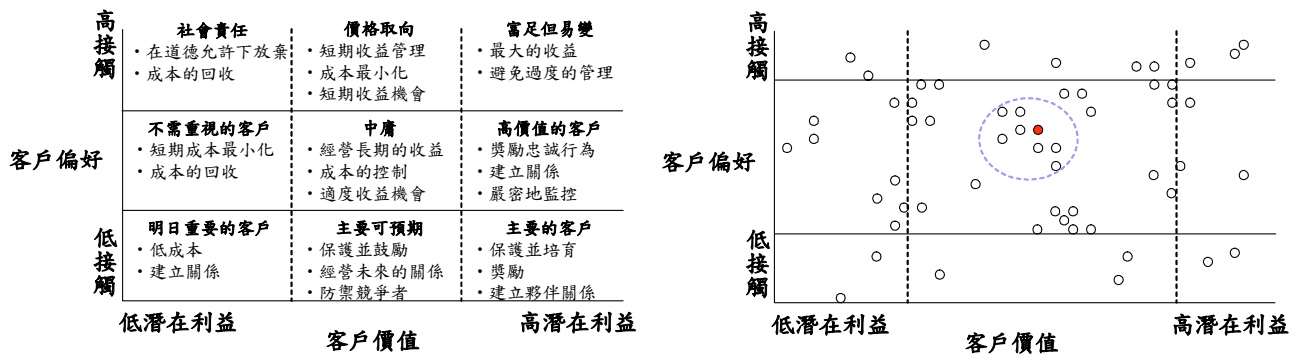 高接觸
客戶偏好
低接觸
社會責任
・在道德允許下放棄
・成本的回收
價格取向
・短期收益管理
・成本最小化
・短期收益機會
富足但易變
・最大的收益
・避免過度的管理
不需重視的客戶
・短期成本最小化
・成本的回收
中庸
・經營長期的收益
・成本的控制
・適度收益機會
高價值的客戶
・獎勵忠誠行為
・建立關係
・嚴密地監控
明日重要的客戶
・低成本
・建立關係
主要可預期
・保護並鼓勵
・經營未來的關係
・防禦競爭者
主要的客戶
・保護並培育
・獎勵
・建立夥伴關係
低潛在利益
客戶價值
高潛在利益
高接觸
客戶偏好
低接觸
低潛在利益
客戶價值
高潛在利益